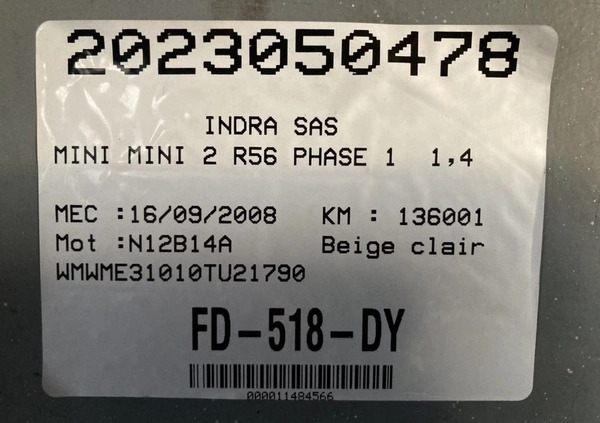 2023050478
INDRA SAS
MINI MINI 2 R56 PHASE 1 1,4
MEC :16/09/2008 KM : 136001
Mot :N12B14A Beige clair
WMWME31010TU21790
FD-518-DY
000011484566